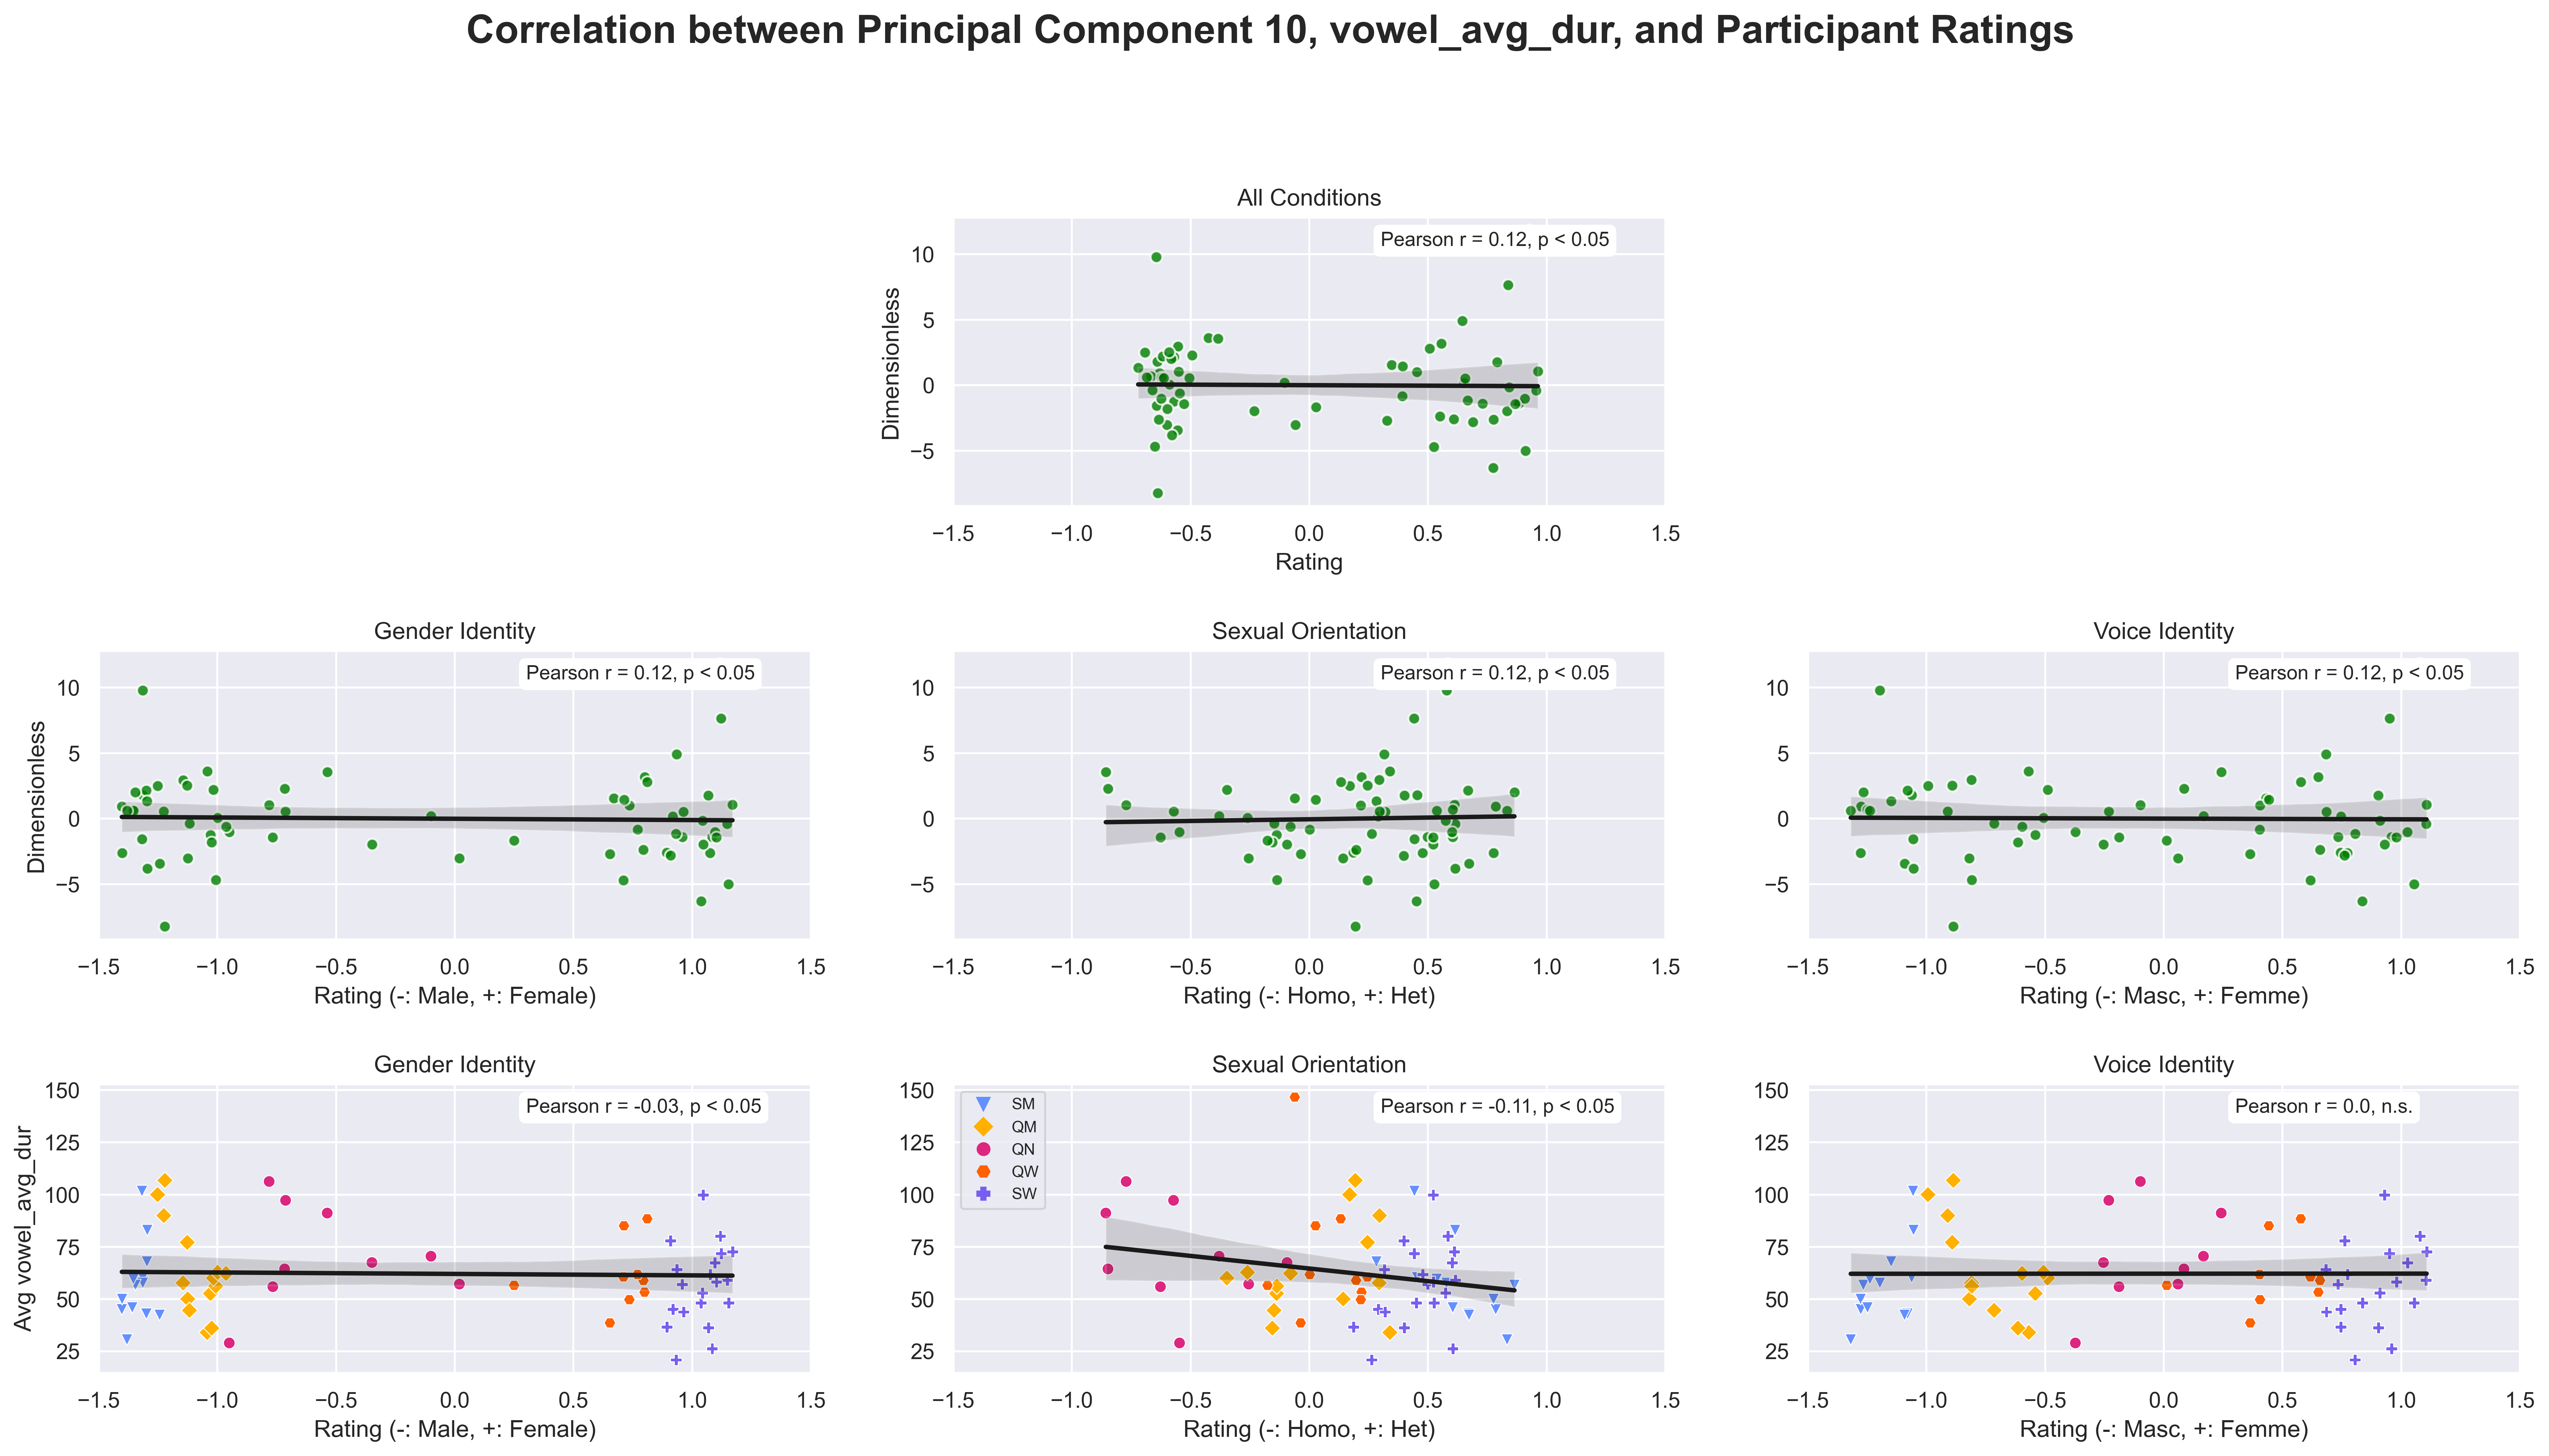 Correlation between Principal Component 10, vowel_avg_dur, and Participant Ratings
All Conditions
Pearson r = 0.12, p < 0.05
Dimensionless
10
5
0
−5
−1.5 −1.0 −0.5 0.0 0.5 1.0 1.5
Rating
Gender Identity
Pearson r = 0.12, p < 0.05
Dimensionless
10
5
0
−5
−1.5 −1.0 −0.5 0.0 0.5 1.0 1.5
Rating (-: Male, +: Female)
Sexual Orientation
Pearson r = 0.12, p < 0.05
10
5
0
−5
−1.5 −1.0 −0.5 0.0 0.5 1.0 1.5
Rating (-: Homo, +: Het)
Voice Identity
Pearson r = 0.12, p < 0.05
10
5
0
−5
−1.5 −1.0 −0.5 0.0 0.5 1.0 1.5
Rating (-: Masc, +: Femme)
Gender Identity
Pearson r = -0.03, p < 0.05
Avg vowel_avg_dur
150
125
100
75
50
25
−1.5 −1.0 −0.5 0.0 0.5 1.0 1.5
Rating (-: Male, +: Female)
Sexual Orientation
Pearson r = -0.11, p < 0.05
SM
QM
QN
QW
SW
150
125
100
75
50
25
−1.5 −1.0 −0.5 0.0 0.5 1.0 1.5
Rating (-: Homo, +: Het)
Voice Identity
Pearson r = 0.0, n.s.
150
125
100
75
50
25
−1.5 −1.0 −0.5 0.0 0.5 1.0 1.5
Rating (-: Masc, +: Femme)